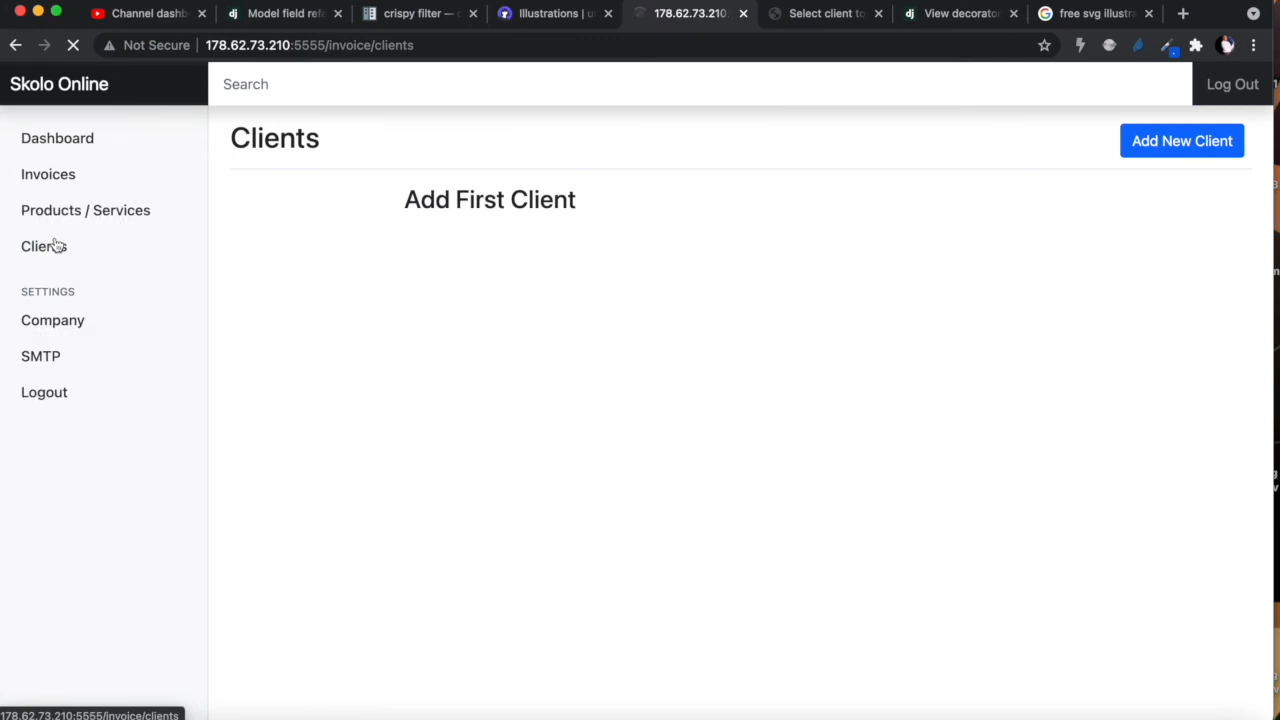 Channel dashb
Model field refe
crispy filter — c
Illustrations | u
178.62.73.210:
Select client to
View decorator
free svg illustra
Not Secure
178.62.73.210:5555/invoice/clients
Skolo Online
Search
Log Out
Dashboard
Clients
Add New Client
Invoices
Add First Client
Products / Services
Clients
SETTINGS
Company
SMTP
Logout
178.62.73.210:5555/invoice/clients